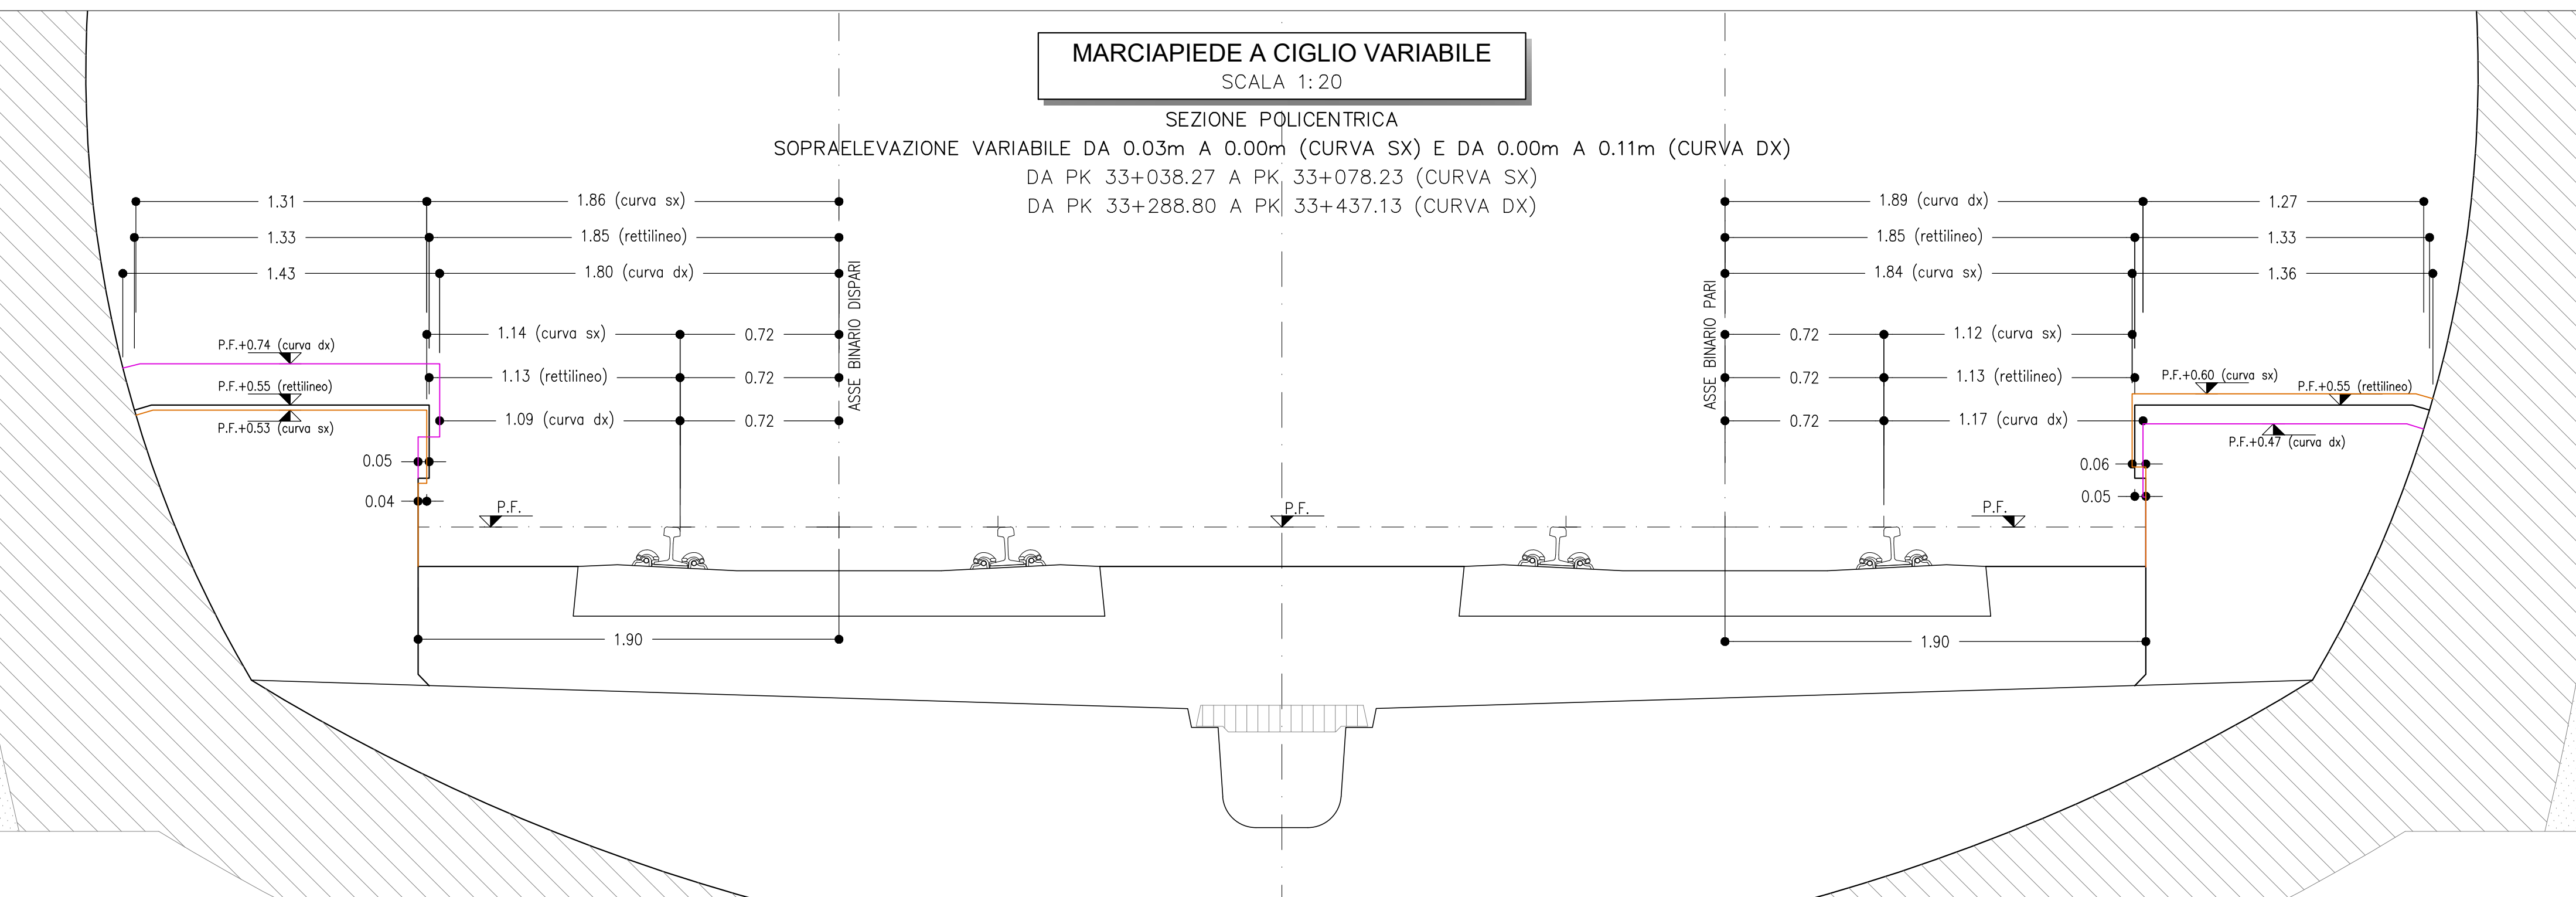 MARCIAPIEDE A CIGLIO VARIABILE
SCALA 1:20
SEZIONE POLICENTRICA
SOPRAELEVAZIONE VARIABILE DA 0.03m A 0.00m (CURVA SX) E DA 0.00m A 0.11m (CURVA DX)
DA PK 33+038.27 A PK 33+078.23 (CURVA SX)
DA PK 33+288.80 A PK 33+437.13 (CURVA DX)
1.31
1.86 (curva sx)
1.89 (curva dx)
1.27
1.33
1.85 (rettilineo)
1.85 (rettilineo)
1.33
1.43
1.80 (curva dx)
1.84 (curva sx)
1.36
ASSE BINARIO DISPARI
ASSE BINARIO PARI
1.14 (curva sx)
0.72
0.72
1.12 (curva sx)
P.F.+0.74 (curva dx)
1.13 (rettilineo)
0.72
0.72
1.13 (rettilineo)
P.F.+0.60 (curva sx)
P.F.+0.55 (rettilineo)
P.F.+0.55 (rettilineo)
1.09 (curva dx)
0.72
0.72
1.17 (curva dx)
P.F.+0.53 (curva sx)
P.F.+0.47 (curva dx)
0.05
0.06
0.04
0.05
P.F.
P.F.
P.F.
1.90
1.90